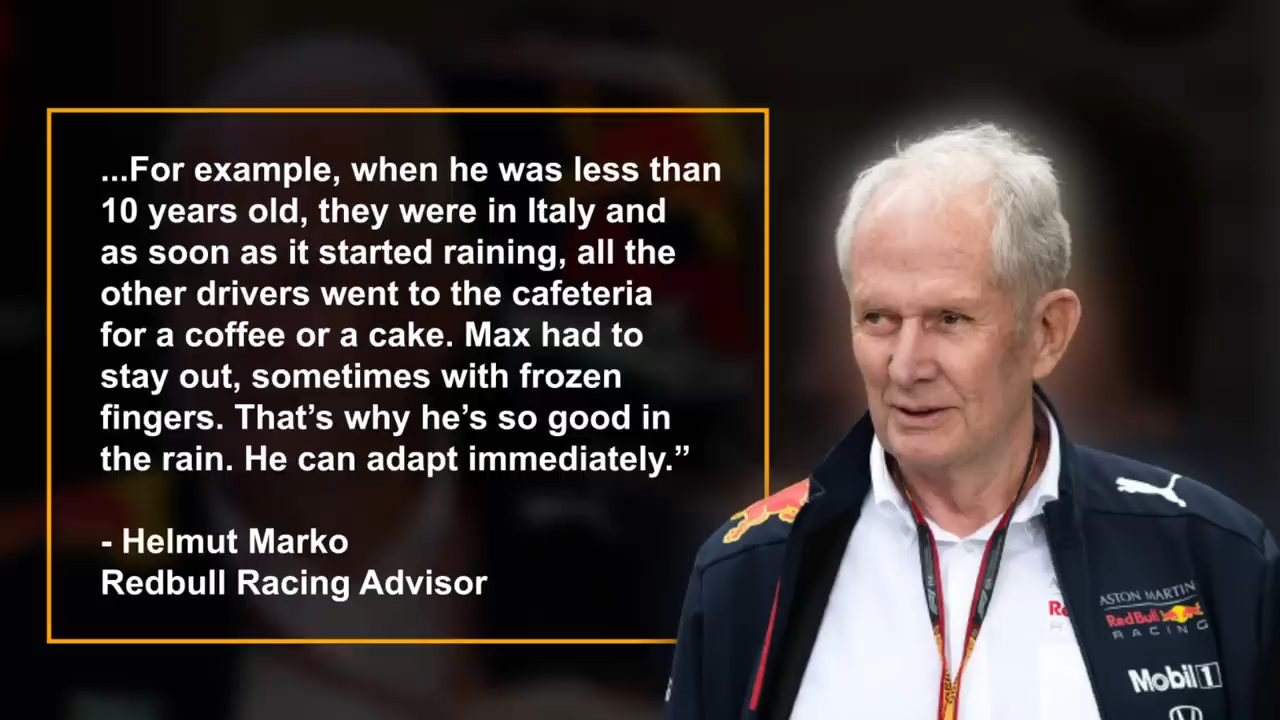 ...For example, when he was less than
10 years old, they were in Italy and
as soon as it started raining, all the
other drivers went to the cafeteria
for a coffee or a cake. Max had to
stay out, sometimes with frozen
fingers. That’s why he’s so good in
the rain. He can adapt immediately.”
- Helmut Marko
Redbull Racing Advisor
ASTON MARTIN
Red Bull
RACING
Mobil 1